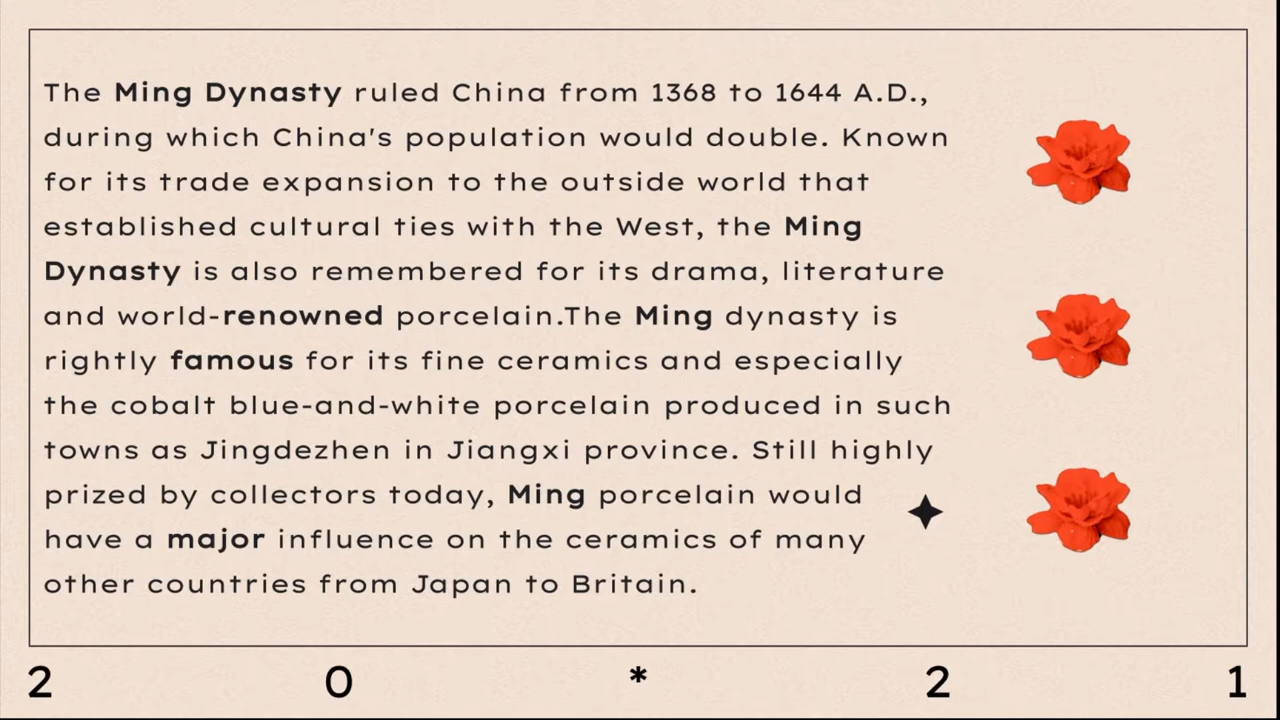 The Ming Dynasty ruled China from 1368 to 1644 A.D.,
during which China's population would double. Known
for its trade expansion to the outside world that
established cultural ties with the West, the Ming
Dynasty is also remembered for its drama, literature
and world-renowned porcelain.The Ming dynasty is
rightly famous for its fine ceramics and especially
the cobalt blue-and-white porcelain produced in such
towns as Jingdezhen in Jiangxi province. Still highly
prized by collectors today, Ming porcelain would
have a major influence on the ceramics of many
other countries from Japan to Britain.
2 0 * 2 1